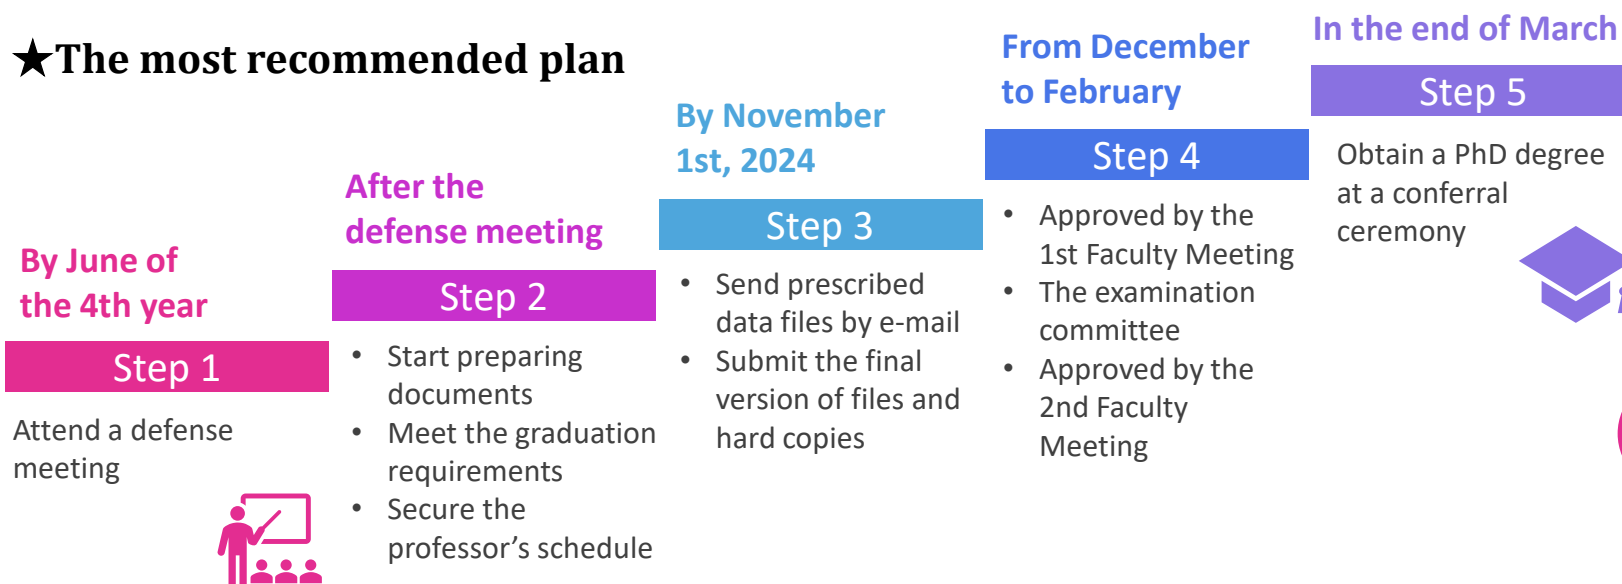 ★The most recommended plan
By June of
the 4th year
Step 1
Attend a defense
meeting
After the
defense meeting
Step 2
• Start preparing
documents
• Meet the graduation
requirements
• Secure the
professor’s schedule
By November
1st, 2024
Step 3
• Send prescribed
data files by e-mail
• Submit the final
version of files and
hard copies
From December
to February
Step 4
• Approved by the
1st Faculty Meeting
• The examination
committee
• Approved by the
2nd Faculty
Meeting
In the end of March
Step 5
Obtain a PhD degree
at a conferral
ceremony